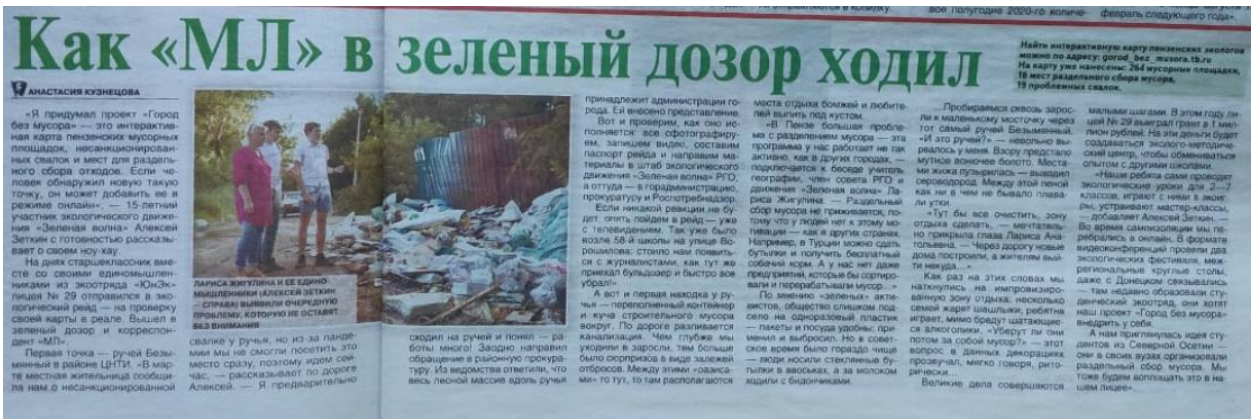 вое полугодие 2020-го количе-
февраль следующего года».
Как «МЛ» в зеленый дозор ходил
Найти интерактивную карту пензенских экологов
можно по адресу: gorod_bez_musora.tb.ru
На карту уже нанесены: 264 мусорные площадки,
16 мест раздельного сбора мусора,
19 проблемных свалок.
АНАСТАСИЯ КУЗНЕЦОВА
«Я придумал проект «Город
без мусора» — это интерактив-
ная карта пензенских мусорных
площадок, несанкционирован-
ных свалок и мест для раздель-
ного сбора отходов. Если че-
ловек обнаружил новую такую
точку, он может добавить ее в
режиме онлайн», — 15-летний
участник экологического движе-
ния «Зеленая волна» Алексей
Зеткин с готовностью рассказы-
вает о своем ноу-хау.
На днях старшеклассник вме-
сте со своими единомышлен-
никами из экоотряда «ЮнЭк»
лицея № 29 отправился в эко-
логический рейд — на проверку
своей карты в реале. Вышел в
зеленый дозор и корреспон-
дент «МЛ».
Первая точка — ручей Безы-
мянный в районе ЦНТИ. «В мар-
те местная жительница сообщи-
ла нам о несанкционированной
ЛАРИСА ЖИГУЛИНА И ЕЕ ЕДИНО-
МЫШЛЕННИКИ (АЛЕКСЕЙ ЗЕТКИН
— СПРАВА) ВЫЯВИЛИ ОЧЕРЕДНУЮ
ПРОБЛЕМУ, КОТОРУЮ НЕ ОСТАВЯТ
БЕЗ ВНИМАНИЯ
свалке у ручья, но из-за панде-
мии мы не смогли посетить это
место сразу, поэтому идем сей-
час, — рассказывает по дороге
Алексей. — Я предварительно
сходил на ручей и понял — ра-
боты много! Заодно направил
обращение в районную прокура-
туру. Из ведомства ответили, что
весь лесной массив вдоль ручья
принадлежит администрации го-
рода. Ей внесено представление.
Вот и проверим, как оно ис-
полняется: все сфотографиру-
ем, запишем видео, составим
паспорт рейда и направим ма-
териалы в штаб экологического
движения «Зеленая волна» РГО,
а оттуда — в горадминистрацию,
прокуратуру и Роспотребнадзор.
Если никакой реакции не бу-
дет, опять пойдем в рейд — уже
с телевидением. Так уже было
возле 58-й школы на улице Во-
рошилова: стоило нам появить-
ся с журналистами, как тут же
приехал бульдозер и быстро все
убрал!»
А вот и первая находка у ру-
чья — переполненный контейнер
и куча строительного мусора
вокруг. По дороге разливается
канализация. Чем глубже мы
уходили в заросли, тем больше
было сюрпризов в виде залежей
отбросов. Между этими «оазиса-
ми» то тут, то там располагаются
места отдыха бомжей и любите-
лей выпить под кустом.
«В Пензе большая пробле-
ма с разделением мусора — эта
программа у нас работает не так
активно, как в других городах, —
подключается к беседе учитель
географии, член совета РГО и
движения «Зеленая волна» Ла-
риса Жигулина. — Раздельный
сбор мусора не приживается, по-
тому что у людей нет к этому мо-
тивации — как в других странах.
Например, в Турции можно сдать
бутылки и получить бесплатный
собачий корм. А у нас нет даже
предприятий, которые бы сортиро-
вали и перерабатывали мусор...»
По мнению «зеленых» акти-
вистов, общество слишком под-
село на одноразовый пластик
— пакеты и посуда удобны: при-
менил и выбросил. Но в совет-
ское время было гораздо чище
— люди носили стеклянные бу-
тылки в авоськах, а за молоком
ходили с бидончиками.
...Пробираемся сквозь зарос-
ли к маленькому мосточку через
тот самый ручей Безымянный.
«И это ручей?» — невольно вы-
рвалось у меня. Взору предстало
мутное вонючее болото. Места-
ми жижа пузырилась — выходил
сероводород. Между этой пеной
как ни в чем не бывало плава-
ли утки.
«Тут бы все очистить, зону
отдыха сделать, — мечтатель-
но прикрыла глаза Лариса Ана-
тольевна. — Через дорогу новые
дома построили, а жителям вый-
ти некуда...»
Как раз на этих словах мы
наткнулись на импровизиро-
ванную зону отдыха: несколько
семей жарят шашлыки, ребятня
играет, мимо бредут шатающие-
ся алкоголики. «Уберут ли они
потом за собой мусор?» — этот
вопрос в данных декорациях
прозвучал, мягко говоря, рито-
рически...
Великие дела совершаются
малыми шагами. В этом году ли-
цей № 29 выиграл грант в 1 мил-
лион рублей. На эти деньги будет
создаваться эколого-методиче-
ский центр, чтобы обмениваться
опытом с другими школами.
«Наши ребята сами проводят
экологические уроки для 2—7
классов, играют с ними в экоиг-
ры, устраивают мастер-классы,
— добавляет Алексей Зеткин. —
Во время самоизоляции мы пе-
ребрались в онлайн. В формате
видеоконференций провели два
экологических фестиваля, меж-
региональные круглые столы,
даже с Донецком связывались
— там недавно образовали сту-
денческий экоотряд, они хотят
наш проект «Город без мусора»
внедрить у себя.
А нам приглянулась идея сту-
дентов из Северной Осетии —
они в своих вузах организовали
раздельный сбор мусора. Мы
тоже будем воплощать это в на-
шем лицее».